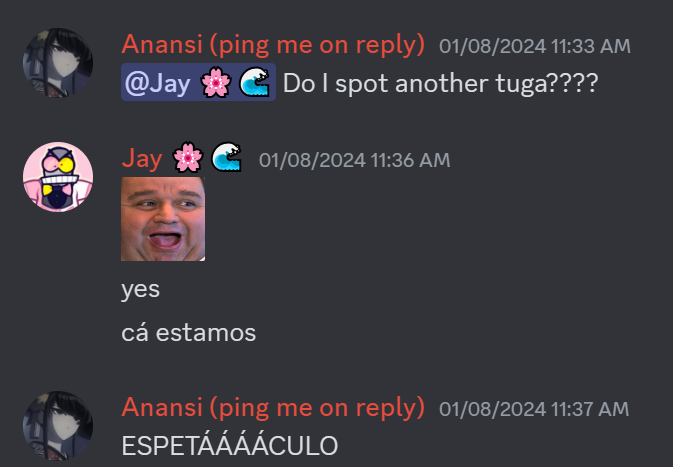 Anansi (ping me on reply) 01/08/2024 11:33 AM
@Jay 🌸 🌊 Do I spot another tuga????
Jay 🌸 🌊 01/08/2024 11:36 AM
yes
cá estamos
Anansi (ping me on reply) 01/08/2024 11:37 AM
ESPETÁÁÁÁCULO